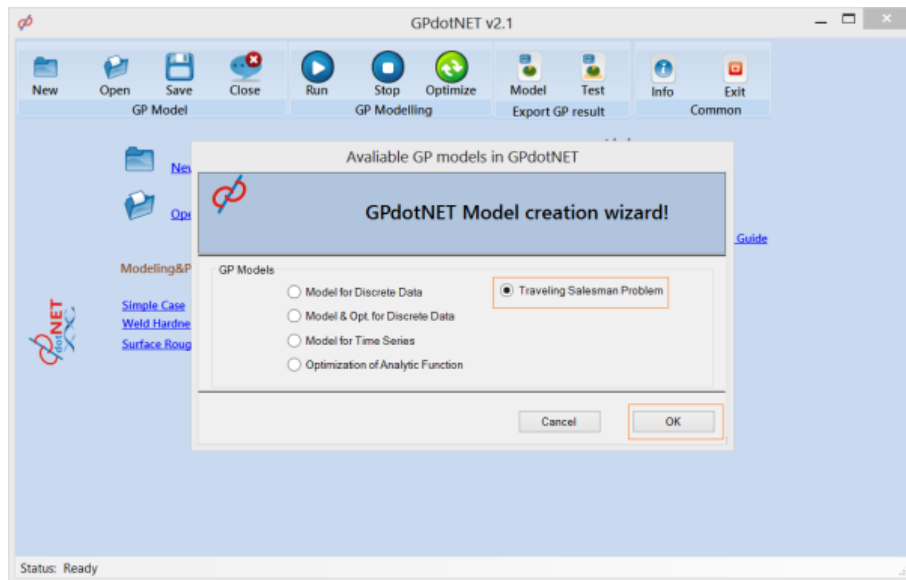 GPdotNET v2.1
New Open Save Close Run Stop Optimize Model Test Info Exit
GP Model GP Modelling Export GP result Common
Avaliable GP models in GPdotNET
GPdotNET Model creation wizard!
Guide
Modeling&P
GP Models
Model for Discrete Data
Traveling Salesman Problem
Simple Case
Model & Opt. for Discrete Data
Weld Hardne
Model for Time Series
Surface Roug
Optimization of Analytic Function
dotNET
Cancel OK
Status: Ready